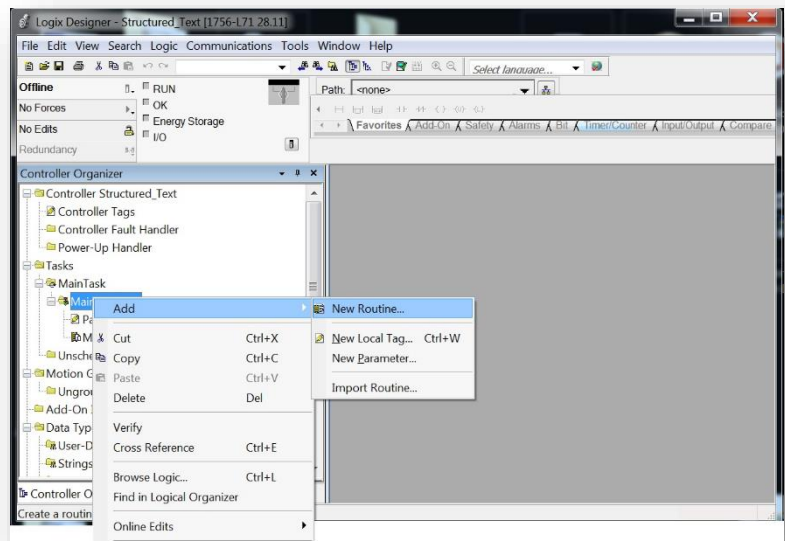 Logix Designer - Structured_Text [1756-L71 28.11]
File Edit View Search Logic Communications Tools Window Help
Select language...
Offline
RUN
Path: <none>
No Forces
OK
Energy Storage
No Edits
I/O
Redundancy
Favorites Add-On Safety Alarms Bit Timer/Counter Input/Output Compare
Controller Organizer
Controller Structured_Text
Controller Tags
Controller Fault Handler
Power-Up Handler
Tasks
MainTask
Add
New Routine...
New Local Tag... Ctrl+W
New Parameter...
Import Routine...
Cut Ctrl+X
Copy Ctrl+C
Paste Ctrl+V
Delete Del
Verify
Cross Reference Ctrl+E
Browse Logic... Ctrl+L
Find in Logical Organizer
Online Edits
Main
Pa
M
Unsche
Motion G
Ungrou
Add-On
Data Typ
User-D
Strings
Controller O
Create a routin